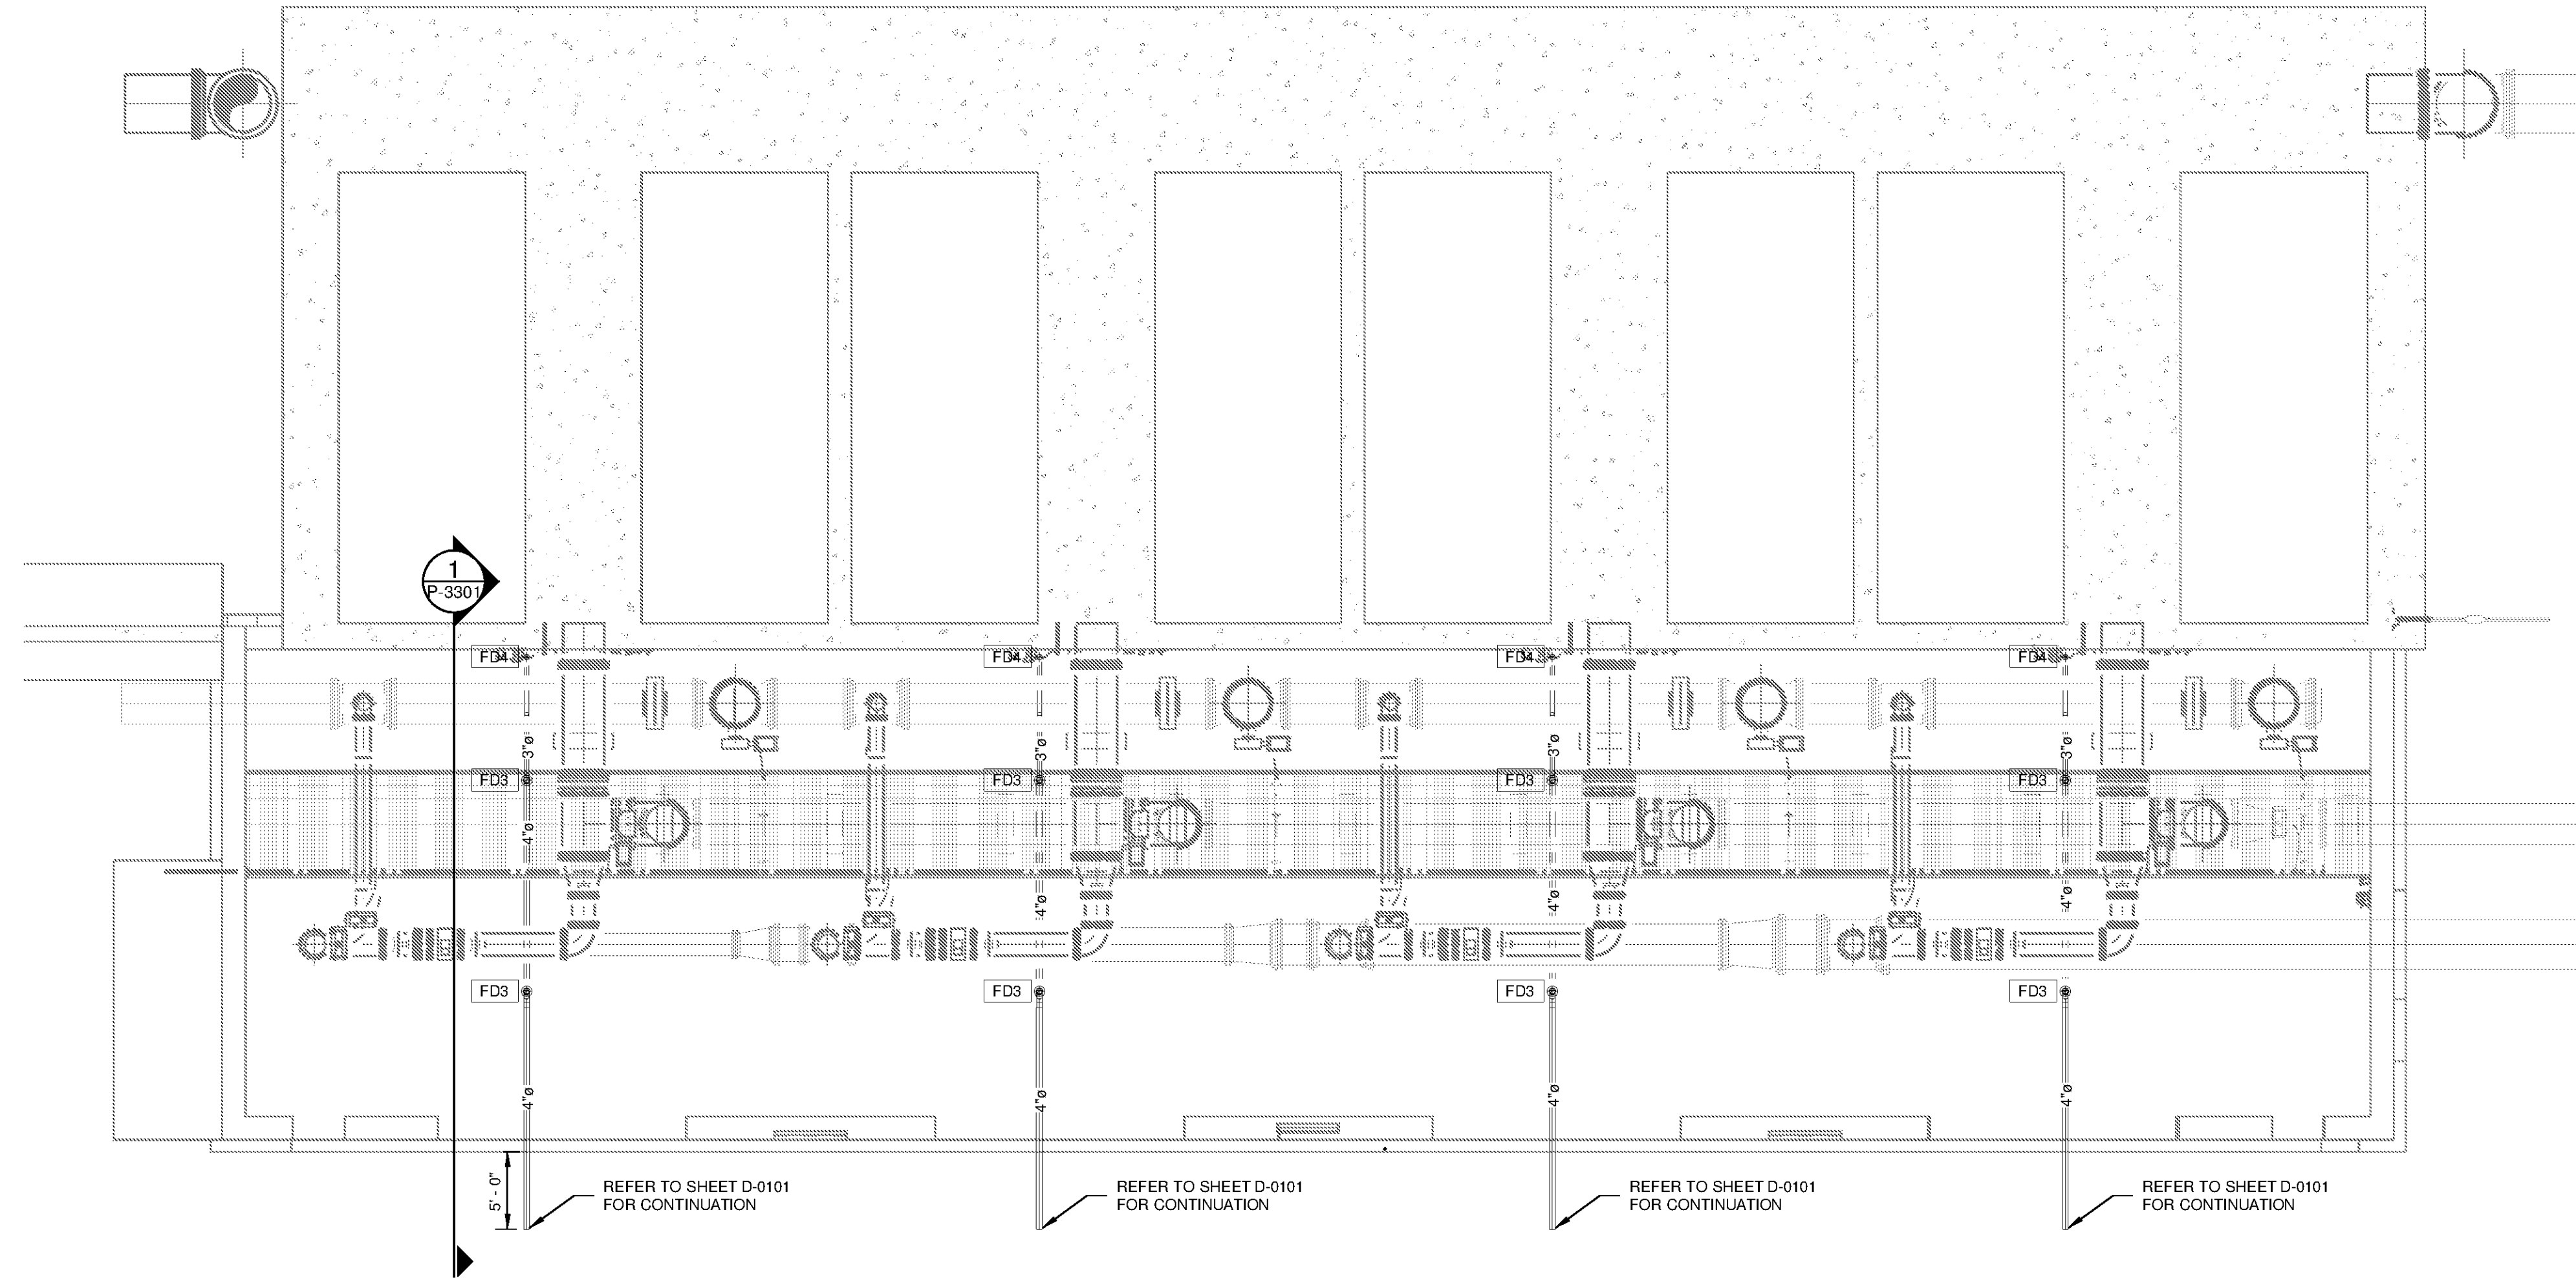 1
P-3301
FD4
FD4
FD4
FD4
3"ø
3"ø
3"ø
3"ø
FD3
FD3
FD3
FD3
4"ø
4"ø
4"ø
4"ø
FD3
FD3
FD3
FD3
4"ø
4"ø
4"ø
4"ø
5' - 0"
REFER TO SHEET D-0101
FOR CONTINUATION
REFER TO SHEET D-0101
FOR CONTINUATION
REFER TO SHEET D-0101
FOR CONTINUATION
REFER TO SHEET D-0101
FOR CONTINUATION